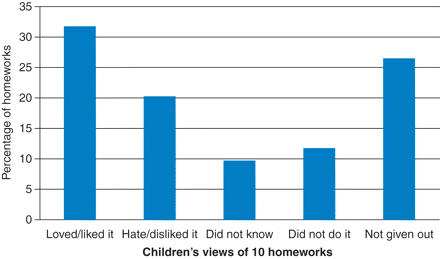 35
30
25
20
15
10
5
0
Percentage of homeworks
Loved/liked it Hate/disliked it Did not know Did not do it Not given out
Children's views of 10 homeworks